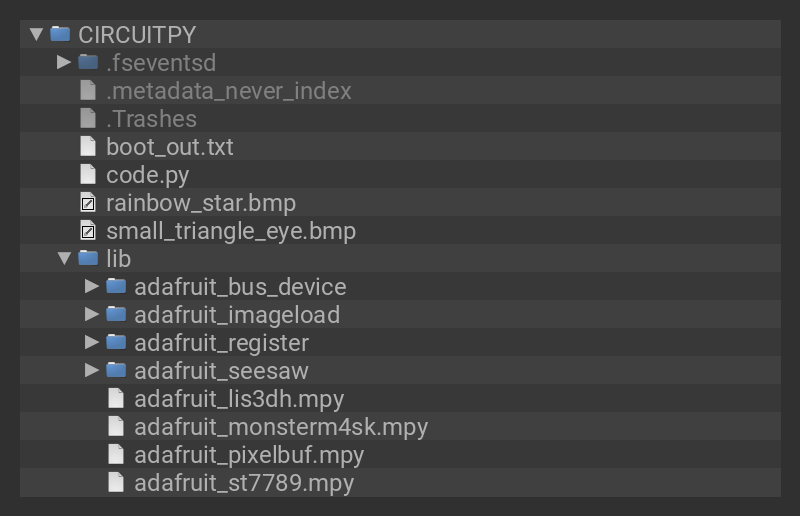 CIRCUITPY
.fseventsd
.metadata_never_index
.Trashes
boot_out.txt
code.py
rainbow_star.bmp
small_triangle_eye.bmp
lib
adafruit_bus_device
adafruit_imageload
adafruit_register
adafruit_seesaw
adafruit_lis3dh.mpy
adafruit_monsterm4sk.mpy
adafruit_pixelbuf.mpy
adafruit_st7789.mpy